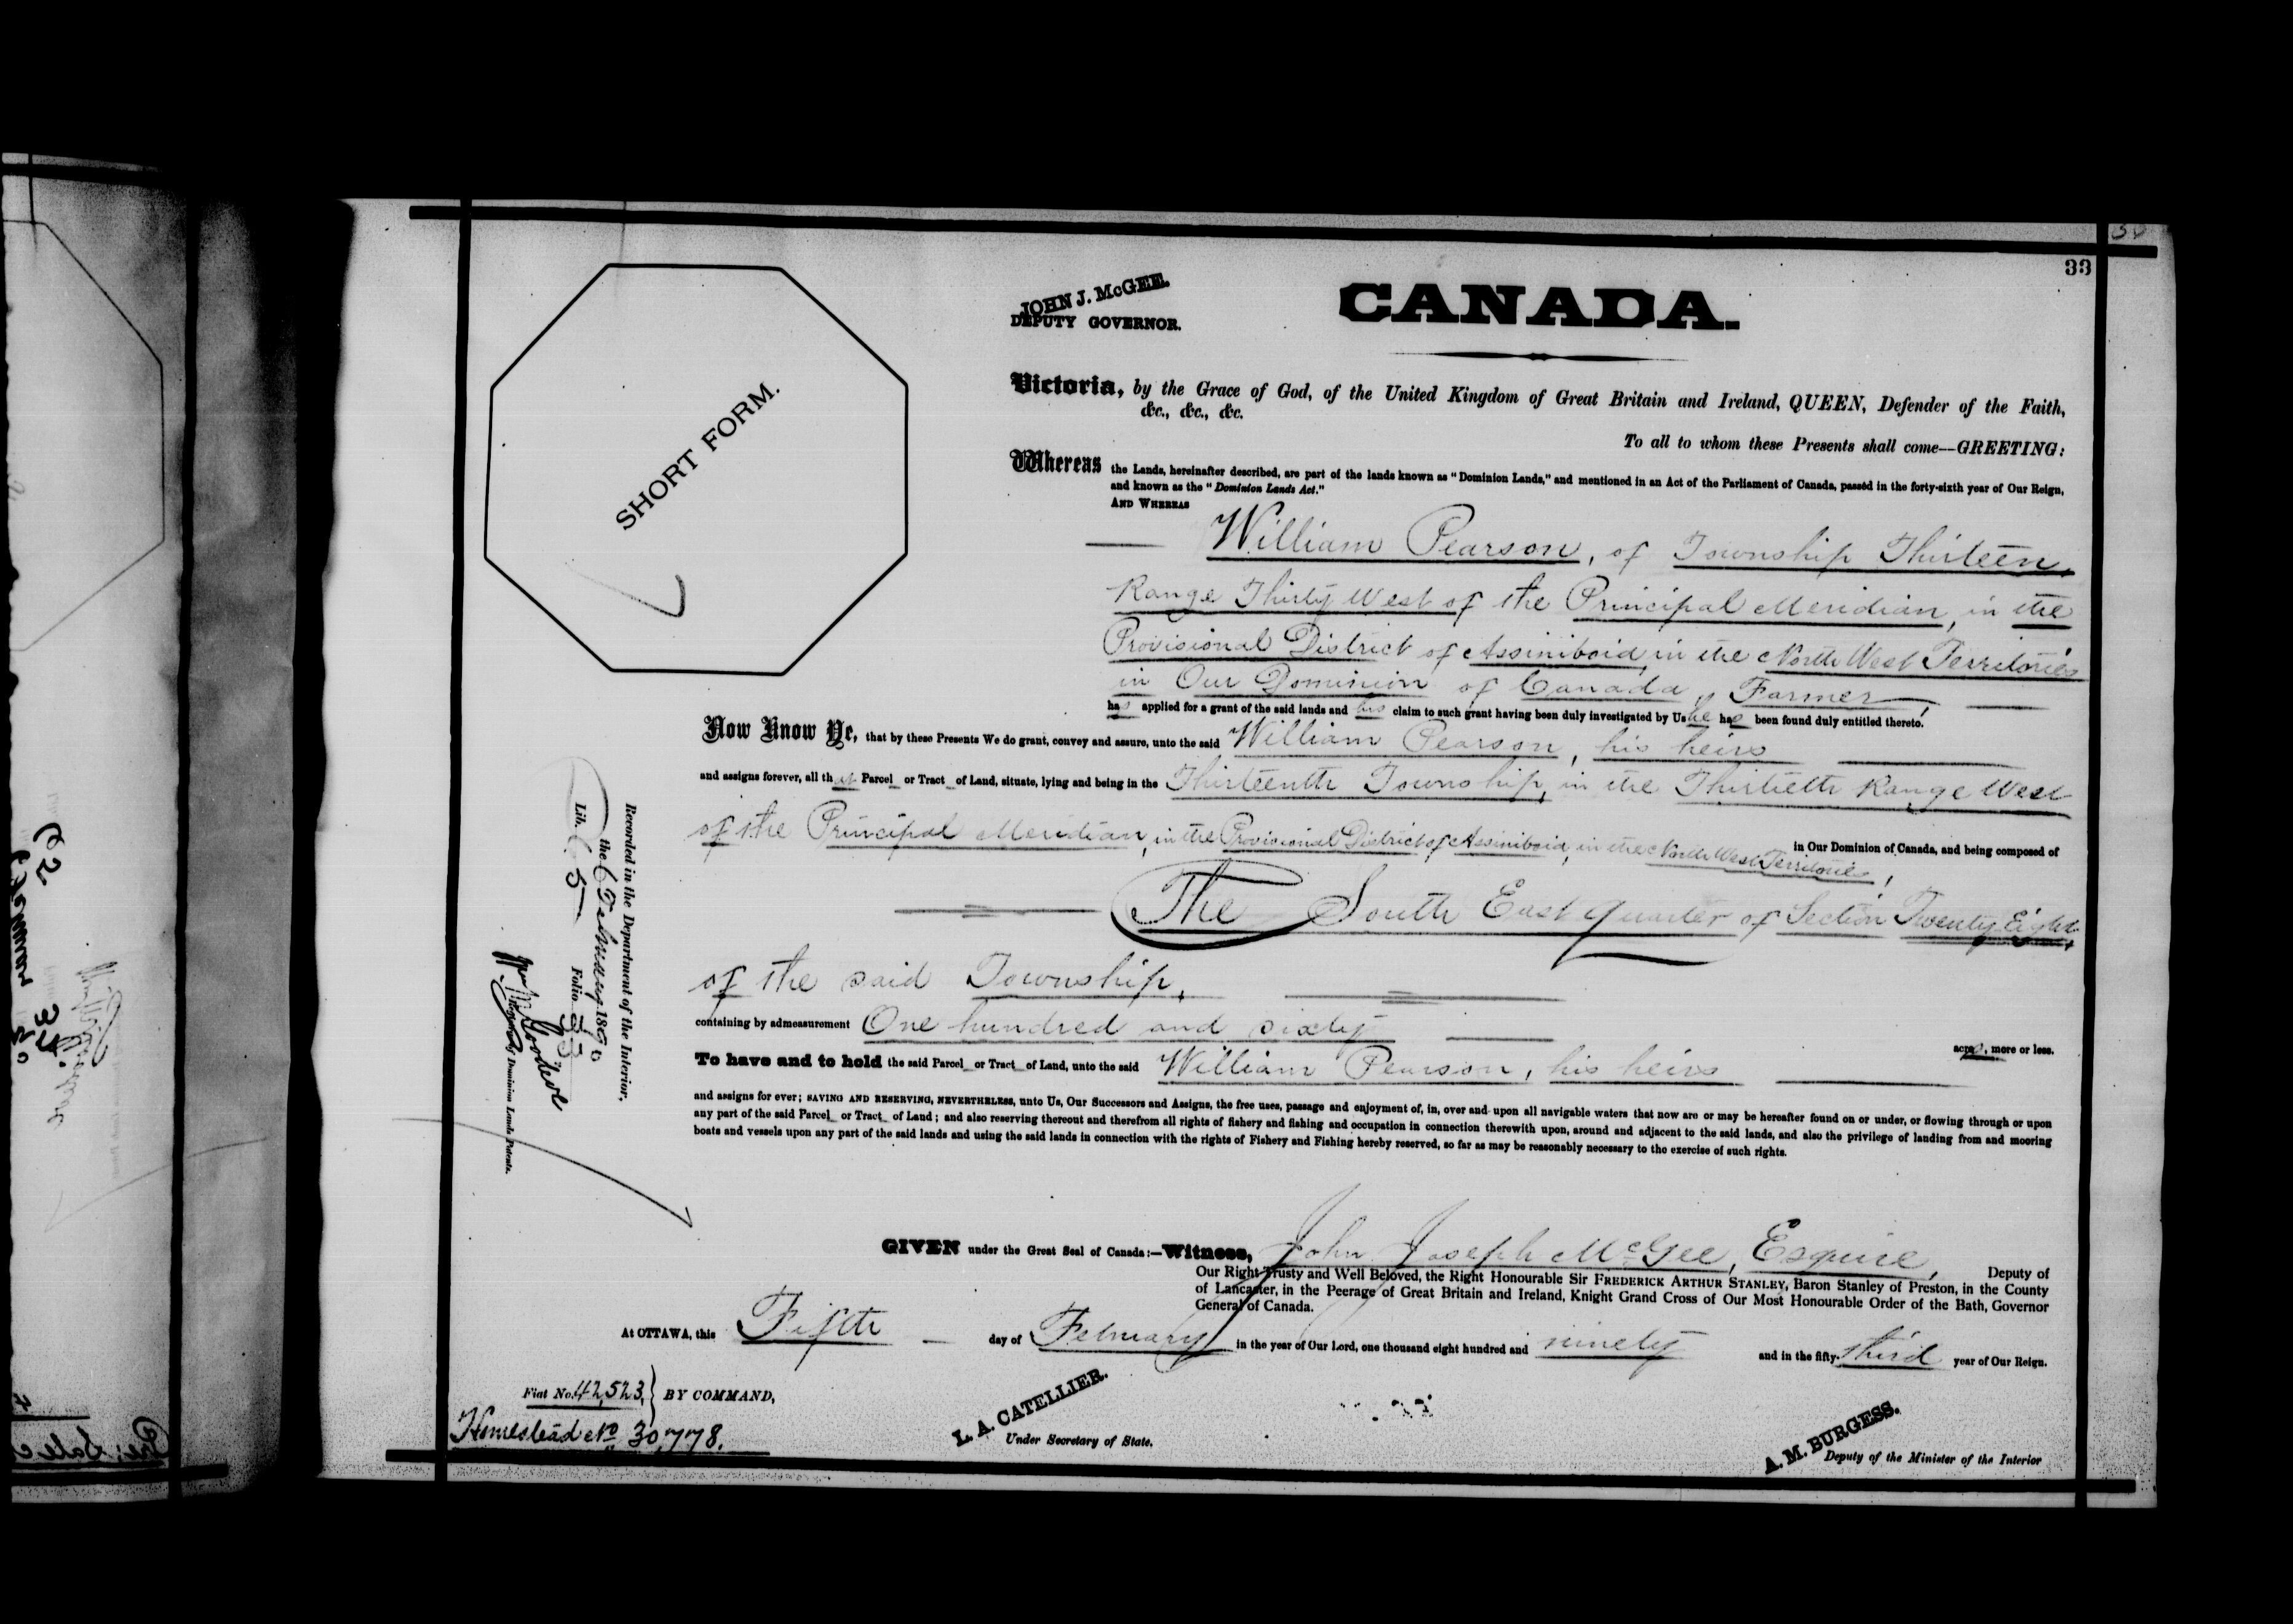 33
JOHN J. McGEE.
DEPUTY GOVERNOR.
CANADA.
SHORT FORM.
Victoria, by the Grace of God, of the United Kingdom of Great Britain and Ireland, QUEEN, Defender of the Faith,
&c., &c., &c.
To all to whom these Presents shall come—GREETING:
Whereas the Lands, hereinafter described, are part of the lands known as "Dominion Lands," and mentioned in an Act of the Parliament of Canada, passed in the forty-sixth year of Our Reign,
and known as the "Dominion Lands Act."
AND WHEREAS
William Pearson, of Township Thirteen,
Range Thirty West of the Principal Meridian, in the
Provisional District of Assiniboia, in the North West Territories
in Our Dominion of Canada, Farmer,
has applied for a grant of the said lands and his claim to such grant having been duly investigated by Us he has been found duly entitled thereto.
Now Know Ye, that by these Presents We do grant, convey and assure, unto the said William Pearson, his heirs
and assigns forever, all that Parcel or Tract of Land, situate, lying and being in the Thirteenth Township, in the Thirtieth Range West
of the Principal Meridian, in the Provisional District of Assiniboia, in the North West Territories, in Our Dominion of Canada, and being composed of
The South East quarter of Section Twenty Eight,
of the said Township,
containing by admeasurement One hundred and sixty
acres, more or less.
To have and to hold the said Parcel or Tract of Land, unto the said William Pearson, his heirs
and assigns for ever; SAVING AND RESERVING, NEVERTHELESS, unto Us, Our Successors and Assigns, the free uses, passage and enjoyment of, in, over and upon all navigable waters that now are or may be hereafter found on or under, or flowing through or upon
any part of the said Parcel or Tract of Land; and also reserving thereout and therefrom all rights of fishery and fishing and occupation in connection therewith upon, around and adjacent to the said lands, and also the privilege of landing from and mooring
boats and vessels upon any part of the said lands and using the said lands in connection with the rights of Fishery and Fishing hereby reserved, so far as may be reasonably necessary to the exercise of such rights.
Recorded in the Department of the Interior,
the 6 February 1890
Lib. 65 Folio 33
Dominion Lands Patents.
GIVEN under the Great Seal of Canada:—Witness, John Joseph McGee, Esquire, Deputy of
Our Right Trusty and Well Beloved, the Right Honourable Sir FREDERICK ARTHUR STANLEY, Baron Stanley of Preston, in the County
of Lancaster, in the Peerage of Great Britain and Ireland, Knight Grand Cross of Our Most Honourable Order of the Bath, Governor
General of Canada.
At OTTAWA, this Fifth day of February in the year of Our Lord, one thousand eight hundred and ninety and in the fifty-third year of Our Reign.
Fiat No. 42,523, BY COMMAND,
Homestead No 30,778.
L. A. CATELLIER.
Under Secretary of State.
A. M. BURGESS.
Deputy of the Minister of the Interior